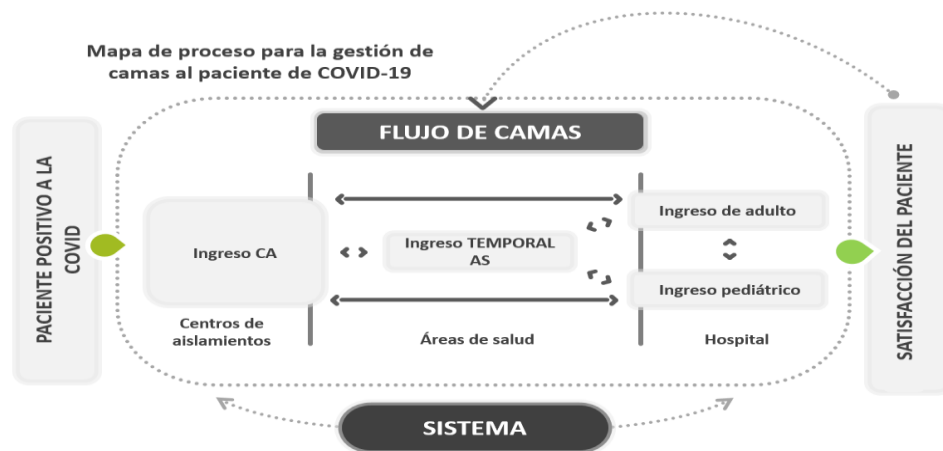 Mapa de proceso para la gestión de
camas al paciente de COVID-19
FLUJO DE CAMAS
PACIENTE POSITIVO A LA
COVID
Ingreso CA
Ingreso TEMPORAL
AS
Ingreso de adulto
Ingreso pediátrico
Centros de
aislamientos
Áreas de salud
Hospital
SATISFACCIÓN DEL PACIENTE
SISTEMA